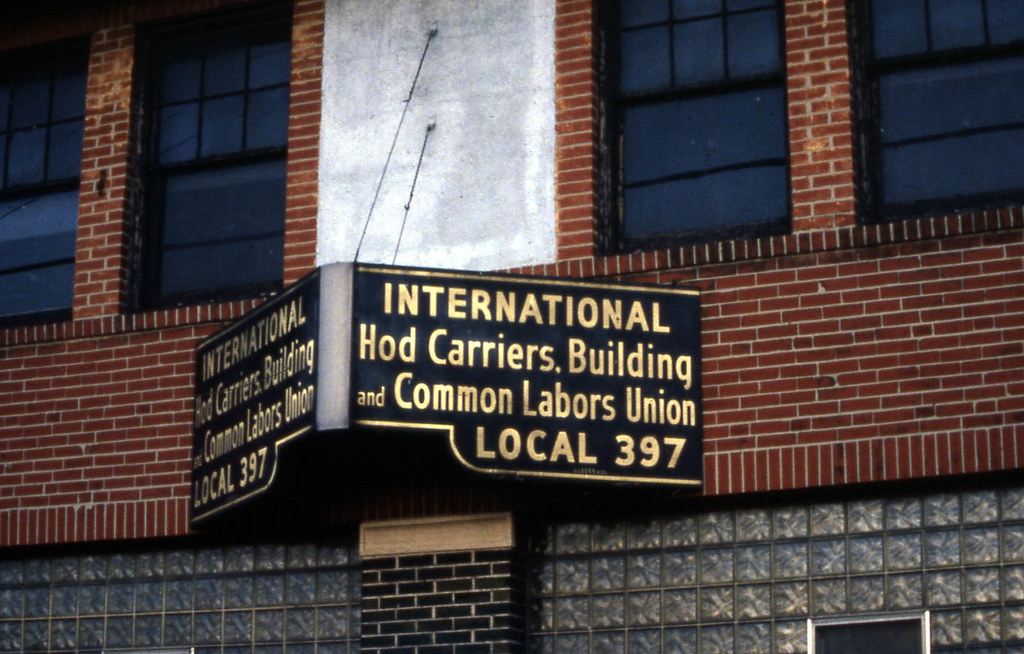 INTERNATIONAL
Hod Carriers, Building
and Common Labors Union
LOCAL 397
INTERNATIONAL
Hod Carriers, Building
and Common Labors Union
LOCAL 397